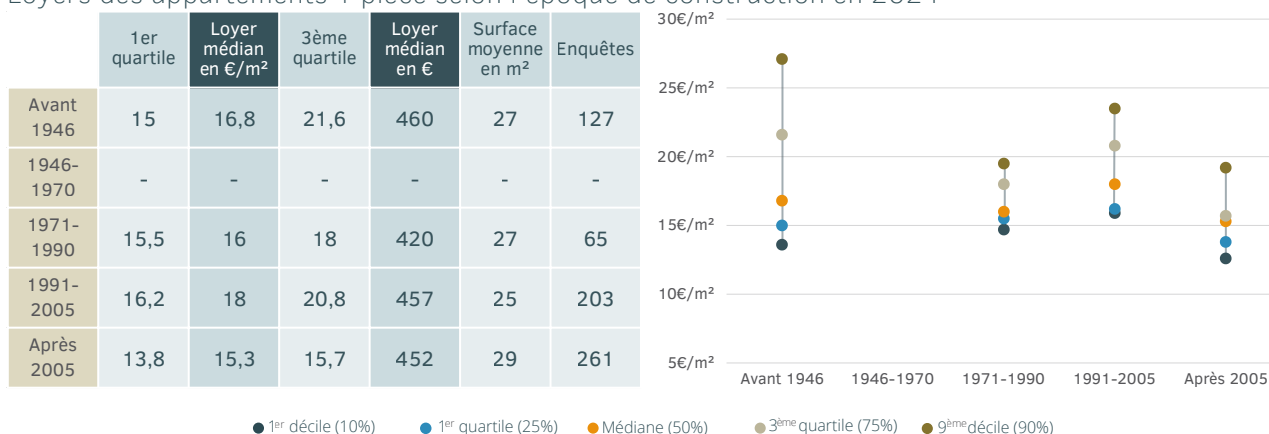 Loyers des appartements 1 pièce selon l'époque de construction en 2024
1er quartile | Loyer médian en €/m² | 3ème quartile | Loyer médian en € | Surface moyenne en m² | Enquêtes
Avant 1946 | 15 | 16,8 | 21,6 | 460 | 27 | 127
1946-1970 | - | - | - | - | - | -
1971-1990 | 15,5 | 16 | 18 | 420 | 27 | 65
1991-2005 | 16,2 | 18 | 20,8 | 457 | 25 | 203
Après 2005 | 13,8 | 15,3 | 15,7 | 452 | 29 | 261
30€/m²
25€/m²
20€/m²
15€/m²
10€/m²
5€/m²
Avant 1946 1946-1970 1971-1990 1991-2005 Après 2005
1er décile (10%) 1er quartile (25%) Médiane (50%) 3ème quartile (75%) 9ème décile (90%)